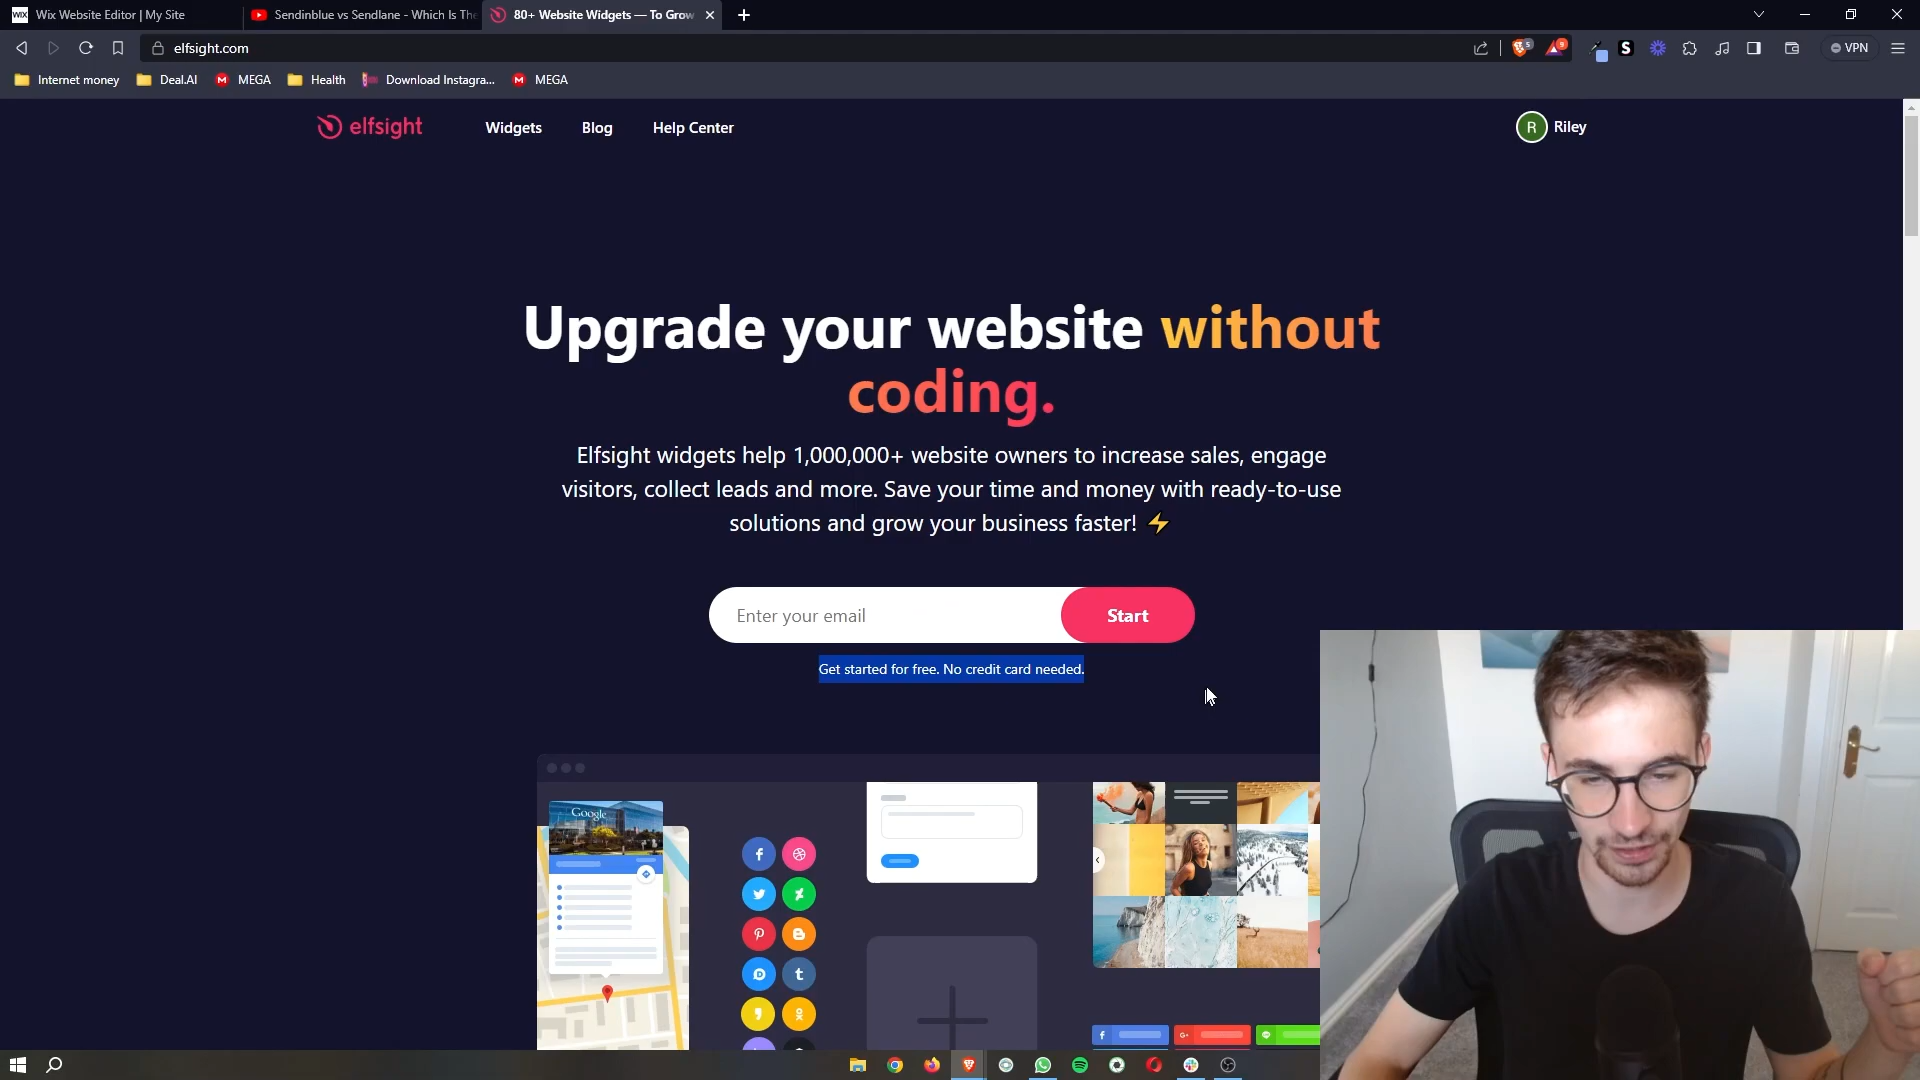 WIX Wix Website Editor | My Site
Sendinblue vs Sendlane - Which Is The
80+ Website Widgets — To Grow
elfsight.com
VPN
Internet money
Deal.AI
MEGA
Health
Download Instagra...
MEGA
elfsight
Widgets
Blog
Help Center
R Riley
Upgrade your website without
coding.
Elfsight widgets help 1,000,000+ website owners to increase sales, engage
visitors, collect leads and more. Save your time and money with ready-to-use
solutions and grow your business faster! ⚡
Enter your email
Start
Get started for free. No credit card needed.
Google